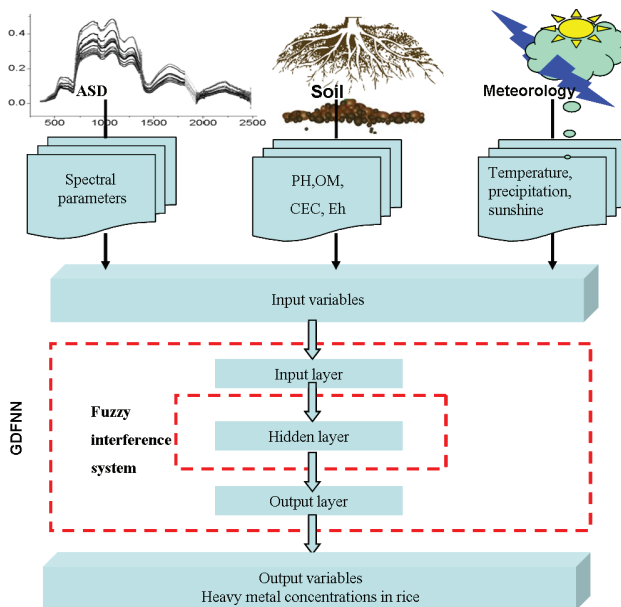 0.4
0.2
0.0
500 1000 1500 2000 2500
ASD
Soil
Meteorology
Spectral
parameters
PH,OM,
CEC, Eh
Temperature,
precipitation,
sunshine
Input variables
GDFNN
Input layer
Fuzzy
interference
system
Hidden layer
Output layer
Output variables
Heavy metal concentrations in rice